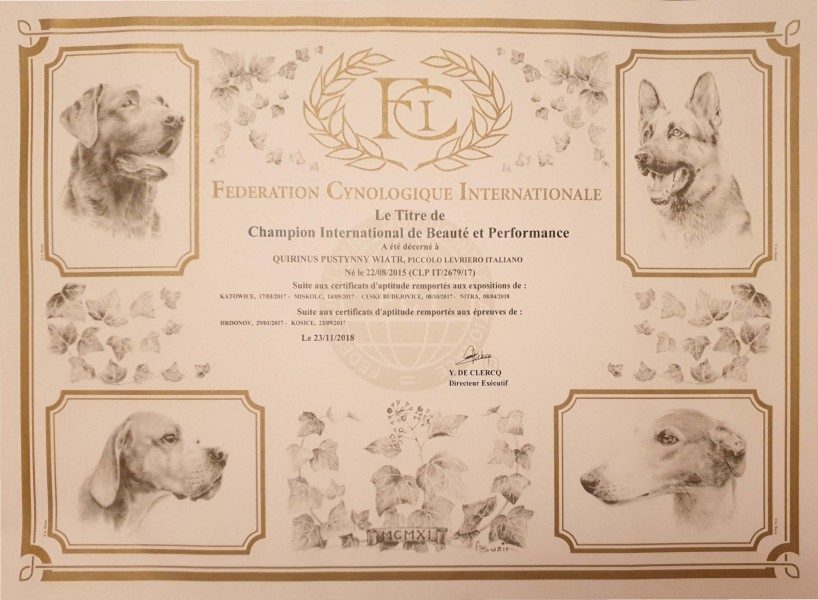 FCI
FEDERATION CYNOLOGIQUE INTERNATIONALE
Le Titre de
Champion International de Beauté et Performance
A été décerné à
QUIRINUS PUSTYNNY WIATR, PICCOLO LEVRIERO ITALIANO
Né le 22/08/2015 (CLP IT/2679/17)
Suite aux certificats d'aptitude remportés aux expositions de :
KATOWICE, 17/03/2017 - MISKOLC, 14/05/2017 - CESKE BUDEJOVICE, 08/10/2017 - NITRA, 08/04/2018
Suite aux certificats d'aptitude remportés aux épreuves de :
HRDONOV, 29/01/2017 - KOSICE, 23/09/2017
Le 23/11/2018
Y. DE CLERCQ
Directeur Exécutif
MCMXI